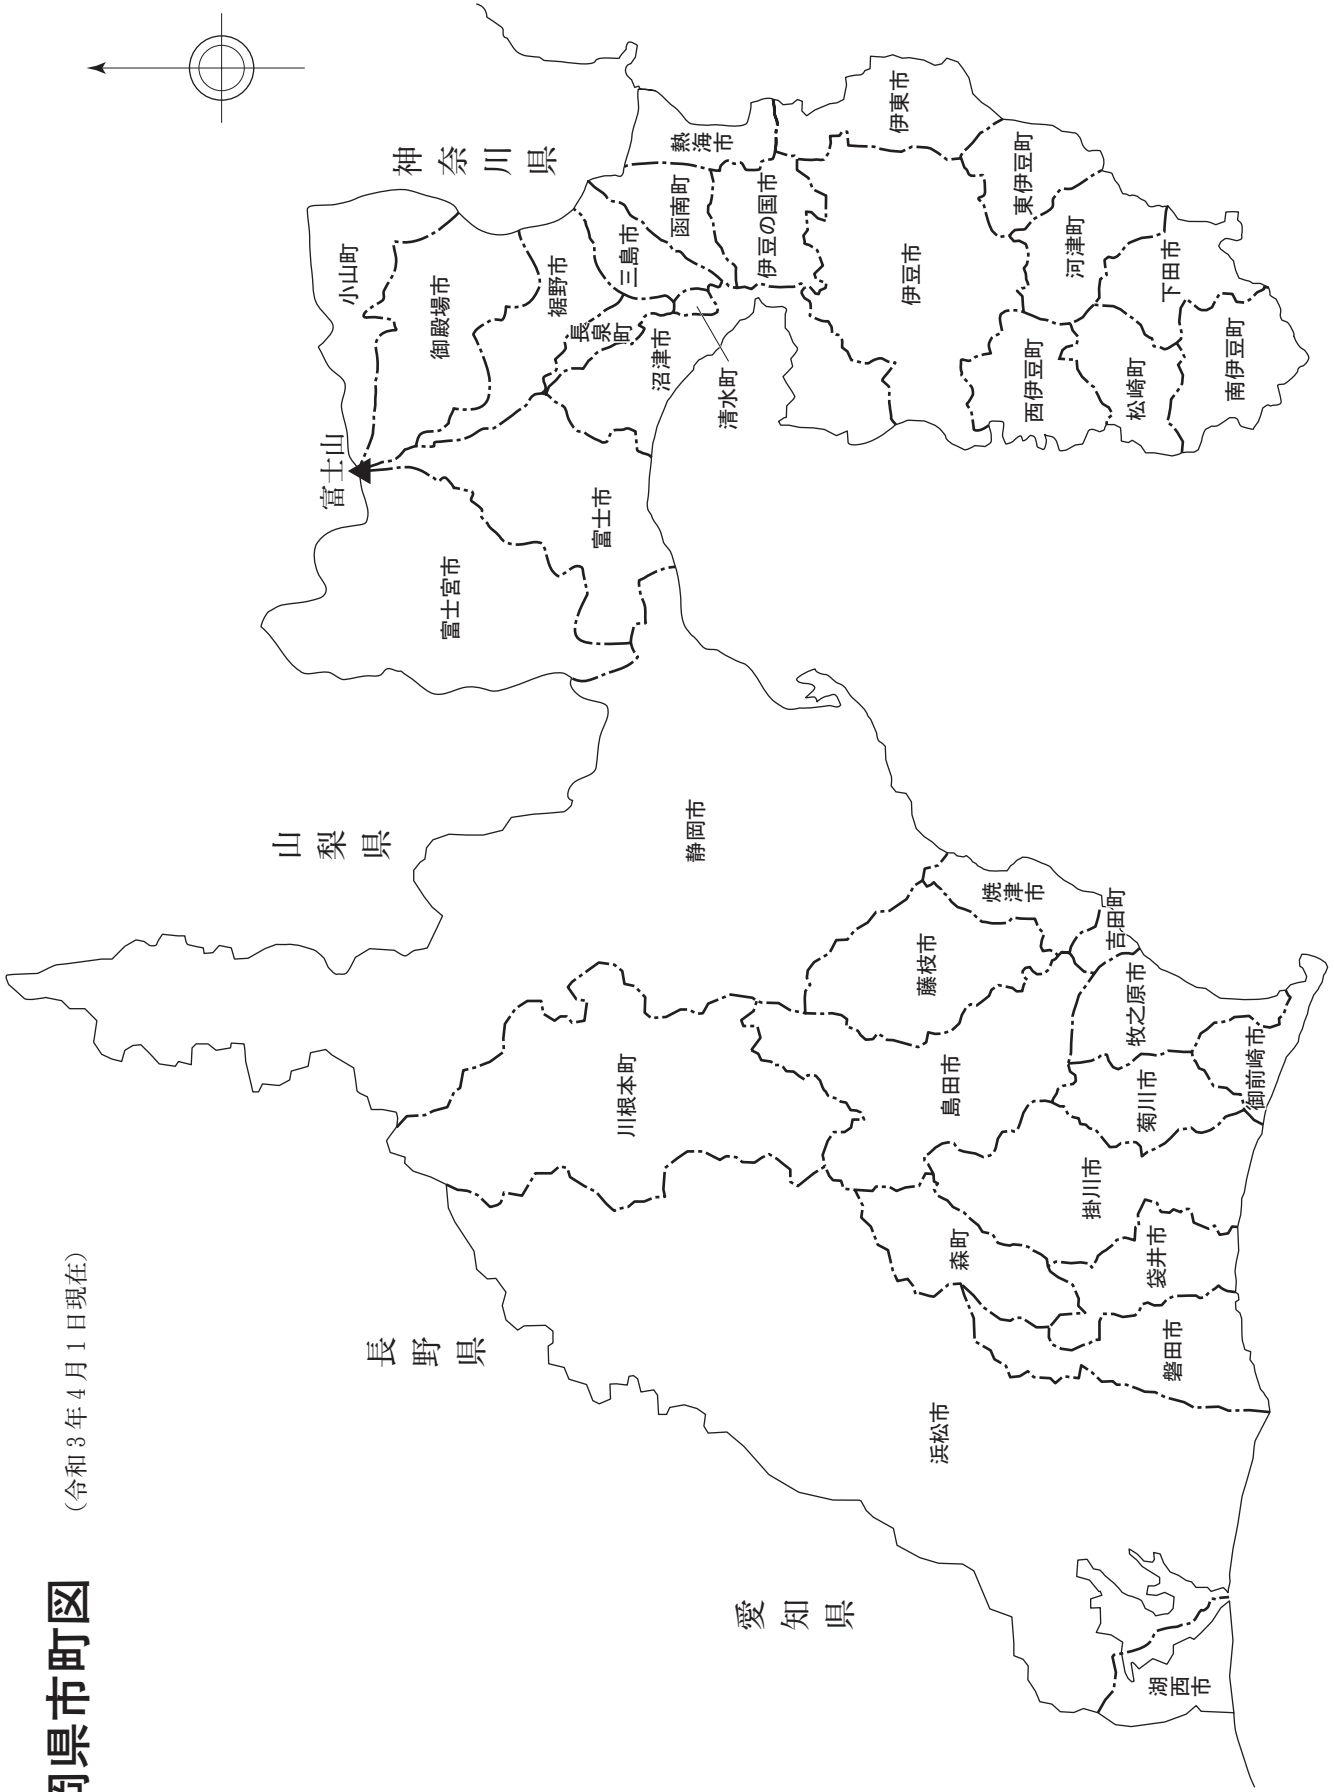 岡県市町図
（令和３年４月１日現在）
長野県
山梨県
神奈川県
愛知県
富士山
小山町
御殿場市
裾野市
三島市
長泉町
函南町
熱海市
沼津市
清水町
伊豆の国市
伊東市
伊豆市
東伊豆町
河津町
下田市
西伊豆町
松崎町
南伊豆町
富士宮市
富士市
静岡市
川根本町
藤枝市
焼津市
島田市
吉田町
牧之原市
菊川市
御前崎市
掛川市
森町
袋井市
磐田市
浜松市
湖西市